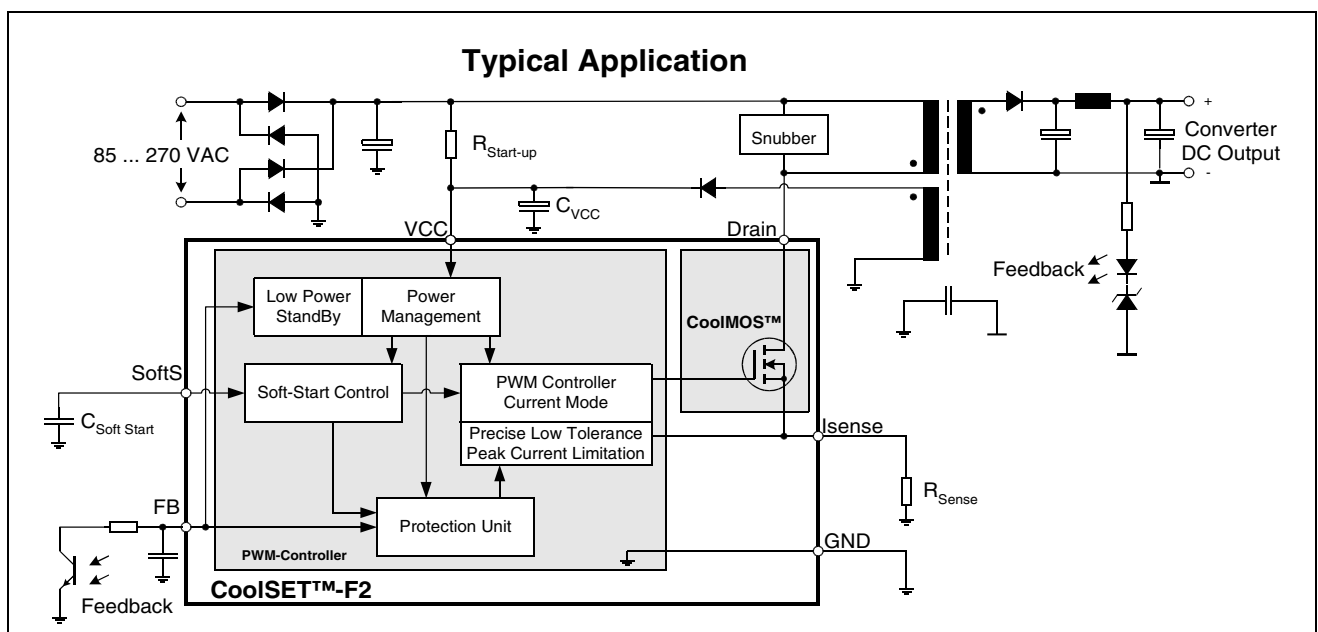 Typical Application
85 ... 270 VAC
RStart-up
Snubber
+
Converter
DC Output
-
CVCC
VCC
Drain
Feedback
Low Power
StandBy
Power
Management
CoolMOS™
SoftS
Soft-Start Control
PWM Controller
Current Mode
CSoft Start
Precise Low Tolerance
Peak Current Limitation
Isense
RSense
FB
Protection Unit
PWM-Controller
GND
CoolSET™-F2
Feedback